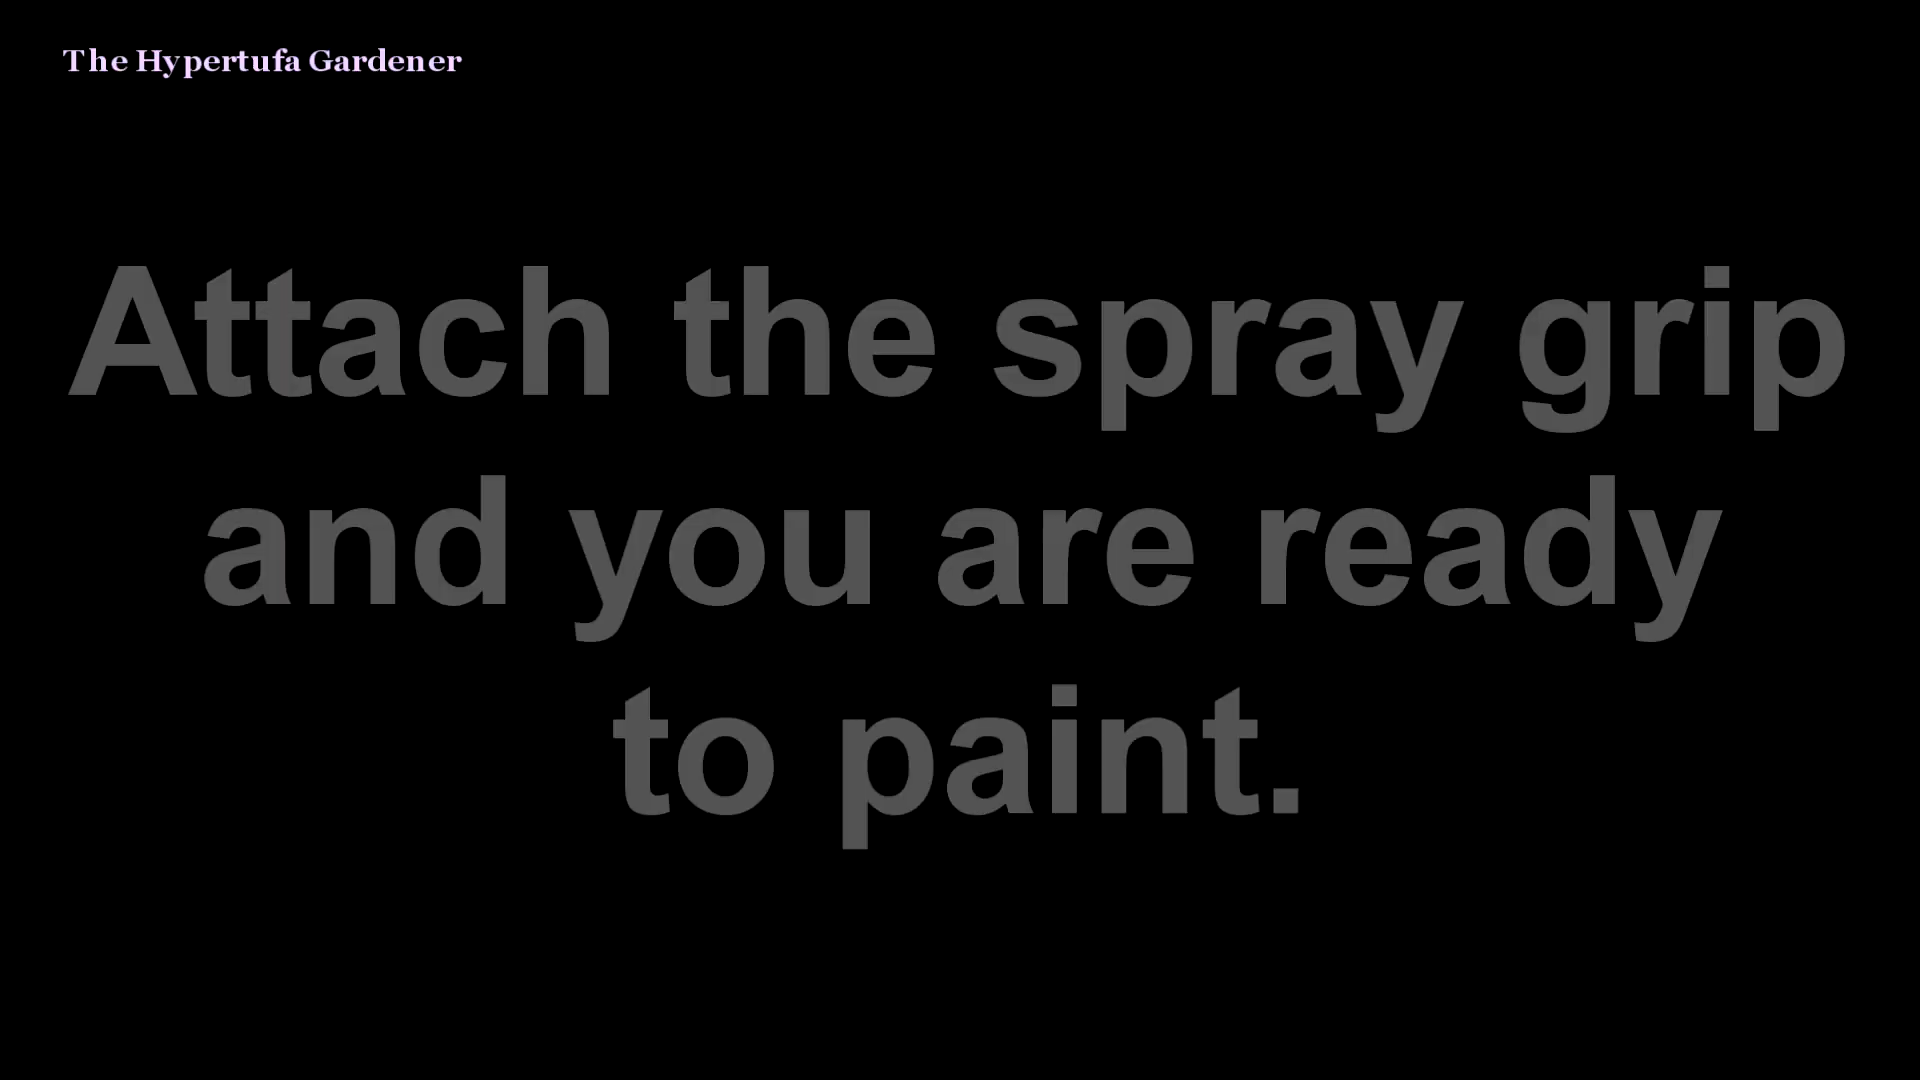 The Hypertufa Gardener
Attach the spray grip
and you are ready
to paint.